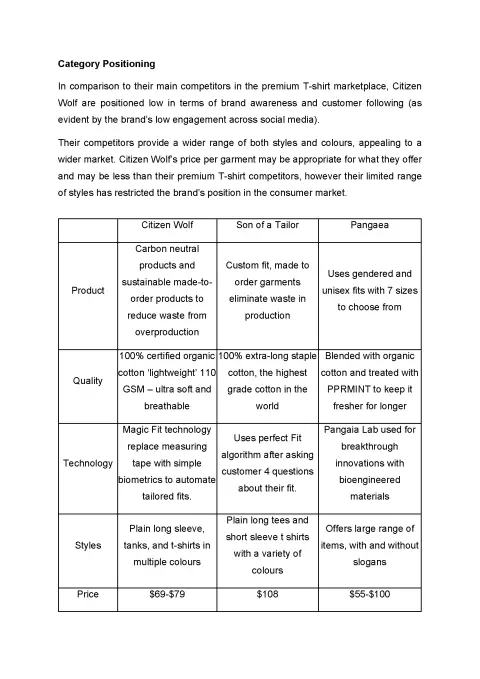 Category Positioning
In comparison to their main competitors in the premium T-shirt marketplace, Citizen
Wolf are positioned low in terms of brand awareness and customer following (as
evident by the brand's low engagement across social media).
Their competitors provide a wider range of both styles and colours, appealing to a
wider market. Citizen Wolf's price per garment may be appropriate for what they offer
and may be less than their premium T-shirt competitors, however their limited range
of styles has restricted the brand's position in the consumer market.
Citizen Wolf
Son of a Tailor
Pangaea
Product
Carbon neutral
products and
sustainable made-to-
order products to
reduce waste from
overproduction
Custom fit, made to
order garments
eliminate waste in
production
Uses gendered and
unisex fits with 7 sizes
to choose from
Quality
100% certified organic
cotton 'lightweight' 110
GSM – ultra soft and
breathable
100% extra-long staple
cotton, the highest
grade cotton in the
world
Blended with organic
cotton and treated with
PPRMINT to keep it
fresher for longer
Technology
Magic Fit technology
replace measuring
tape with simple
biometrics to automate
tailored fits.
Uses perfect Fit
algorithm after asking
customer 4 questions
about their fit.
Pangaia Lab used for
breakthrough
innovations with
bioengineered
materials
Styles
Plain long sleeve,
tanks, and t-shirts in
multiple colours
Plain long tees and
short sleeve t shirts
with a variety of
colours
Offers large range of
items, with and without
slogans
Price
$69-$79
$108
$55-$100